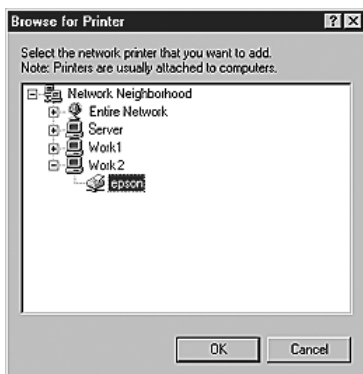 Browse for Printer
Select the network printer that you want to add.
Note: Printers are usually attached to computers.
Network Neighborhood
Entire Network
Server
Work1
Work2
epson
OK
Cancel